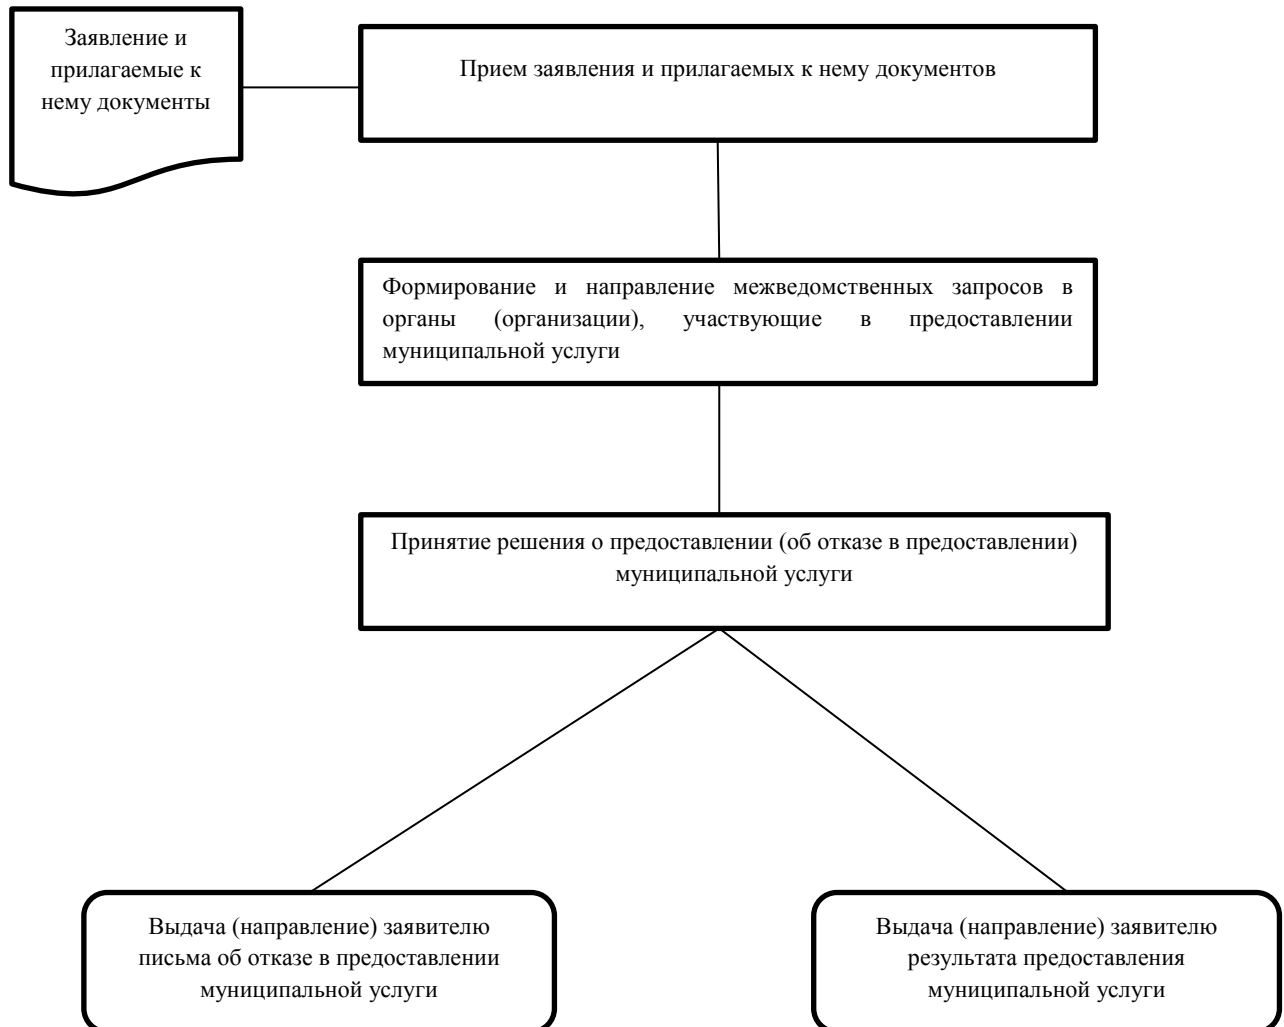 Заявление и
прилагаемые к
нему документы
Прием заявления и прилагаемых к нему документов
Формирование и направление межведомственных запросов в
органы (организации), участвующие в предоставлении
муниципальной услуги
Принятие решения о предоставлении (об отказе в предоставлении)
муниципальной услуги
Выдача (направление) заявителю
письма об отказе в предоставлении
муниципальной услуги
Выдача (направление) заявителю
результата предоставления
муниципальной услуги